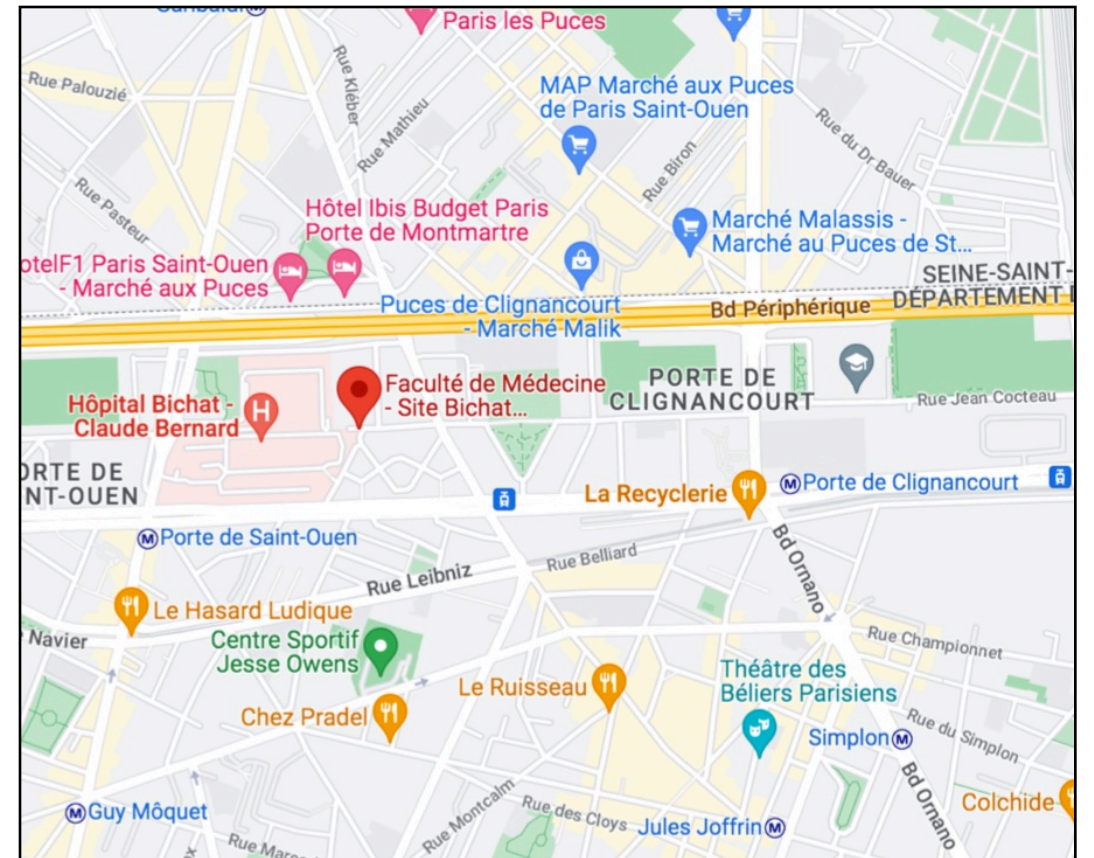 Garibaldi
Paris les Puces
Rue Palouzié
Rue Kléber
Rue Mathieu
MAP Marché aux Puces
de Paris Saint-Ouen
Rue du Dr Bauer
Rue Biron
Rue Pasteur
Hôtel Ibis Budget Paris
Porte de Montmartre
Marché Malassis -
Marché au Puces de St...
otelF1 Paris Saint-Ouen
- Marché aux Puces
SEINE-SAINT-
DÉPARTEMENT
Puces de Clignancourt
- Marché Malik
Bd Périphérique
Faculté de Médecine
- Site Bichat...
PORTE DE
CLIGNANCOURT
Rue Jean Cocteau
Hôpital Bichat -
Claude Bernard
H
ORTE DE
NT-OUEN
La Recyclerie
M Porte de Clignancourt
M Porte de Saint-Ouen
Bd Ornano
Rue Belliard
Rue Leibniz
Le Hasard Ludique
Navier
Centre Sportif
Jesse Owens
Rue Championnet
Théâtre des
Béliers Parisiens
Le Ruisseau
Chez Pradel
Rue du Simplon
Simplon M
Bd Ornano
Colchide
M Guy Môquet
Rue Montcalm
Rue des Cloys
Jules Joffrin M